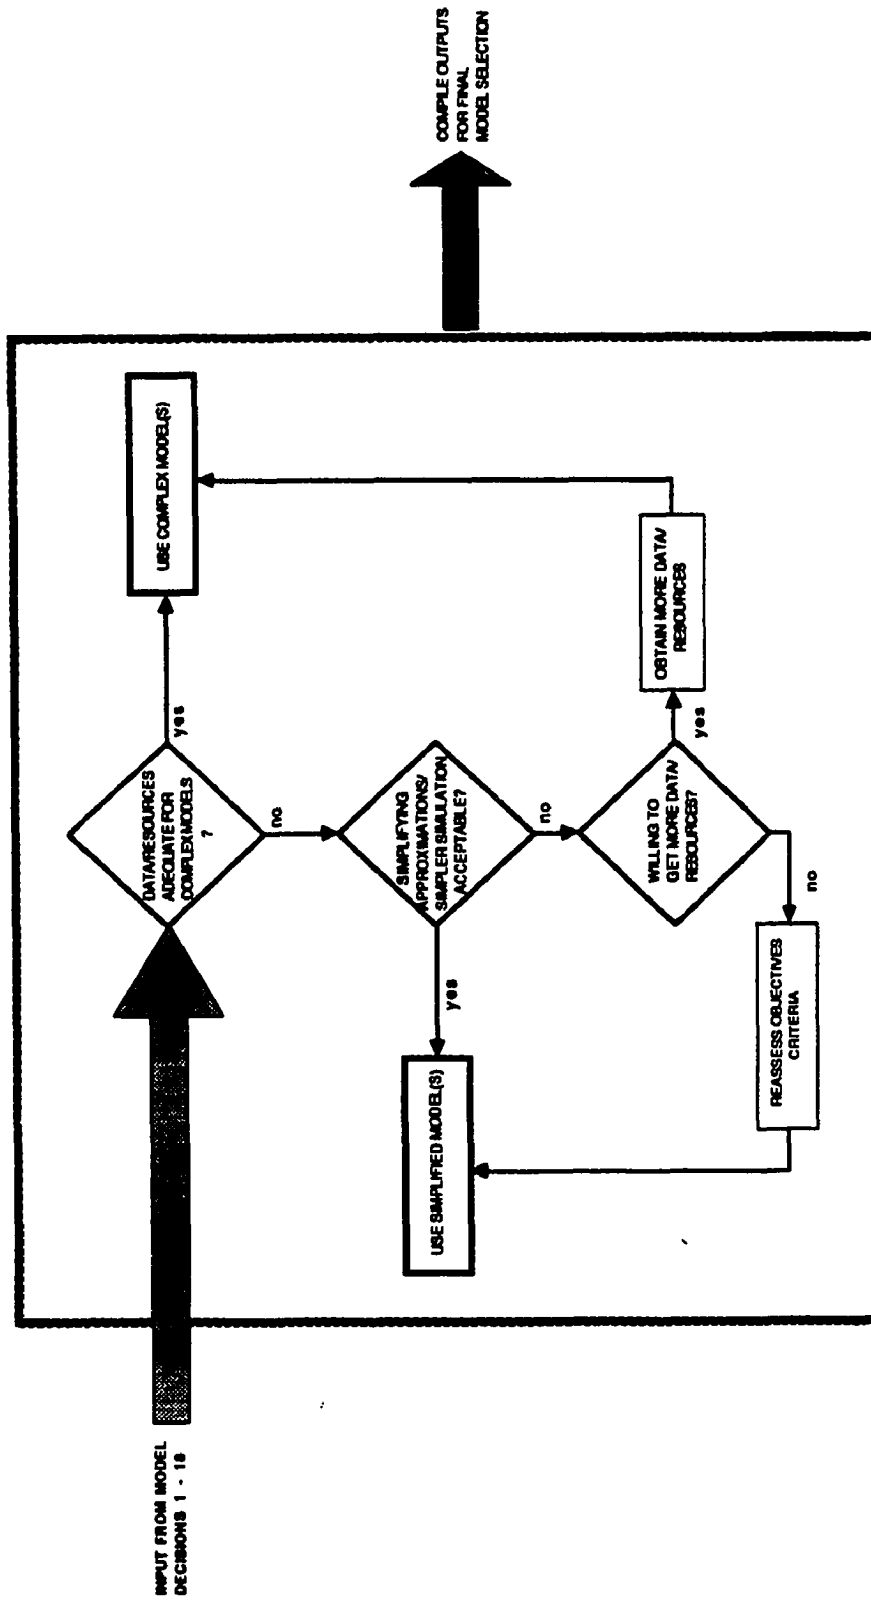 INPUT FROM MODEL
DECISIONS 1 - 18
DATA/RESOURCES
ADEQUATE FOR
COMPLEX MODELS
?
yes
USE COMPLEX MODEL(S)
no
SIMPLIFYING
APPROXIMATIONS/
SIMPLER SIMULATION
ACCEPTABLE?
yes
USE SIMPLIFIED MODEL(S)
no
WILLING TO
GET MORE DATA/
RESOURCES?
yes
OBTAIN MORE DATA/
RESOURCES
no
REASSESS OBJECTIVES
CRITERIA
COMPILE OUTPUTS
FOR FINAL
MODEL SELECTION